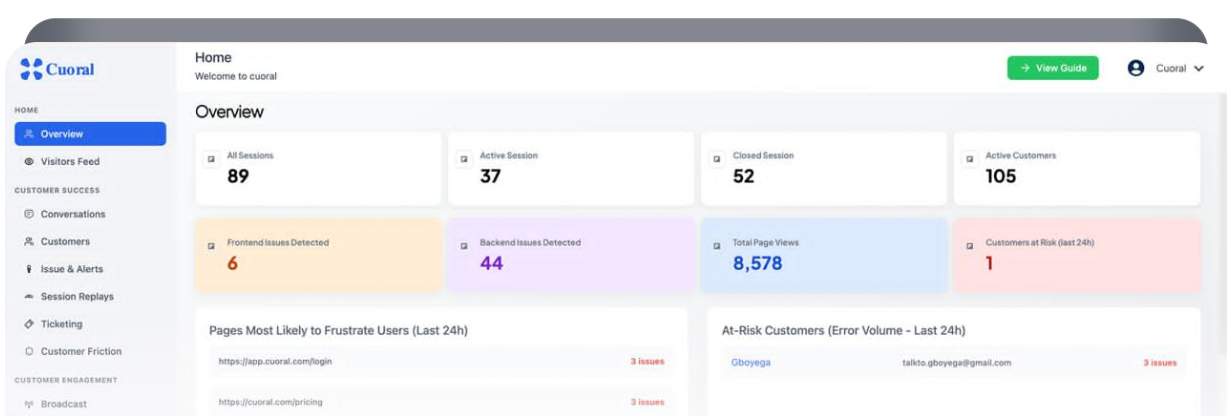 Cuoral
Home
Welcome to cuoral
→ View Guide
Cuoral
HOME
Overview
Visitors Feed
CUSTOMER SUCCESS
Conversations
Customers
Issue & Alerts
Session Replays
Ticketing
Customer Friction
CUSTOMER ENGAGEMENT
Broadcast
Overview
All Sessions
89
Active Session
37
Closed Session
52
Active Customers
105
Frontend Issues Detected
6
Backend Issues Detected
44
Total Page Views
8,578
Customers at Risk (last 24h)
1
Pages Most Likely to Frustrate Users (Last 24h)
https://app.cuoral.com/login 3 issues
https://cuoral.com/pricing 3 issues
At-Risk Customers (Error Volume - Last 24h)
Gboyega talkto.gboyega@gmail.com 3 issues